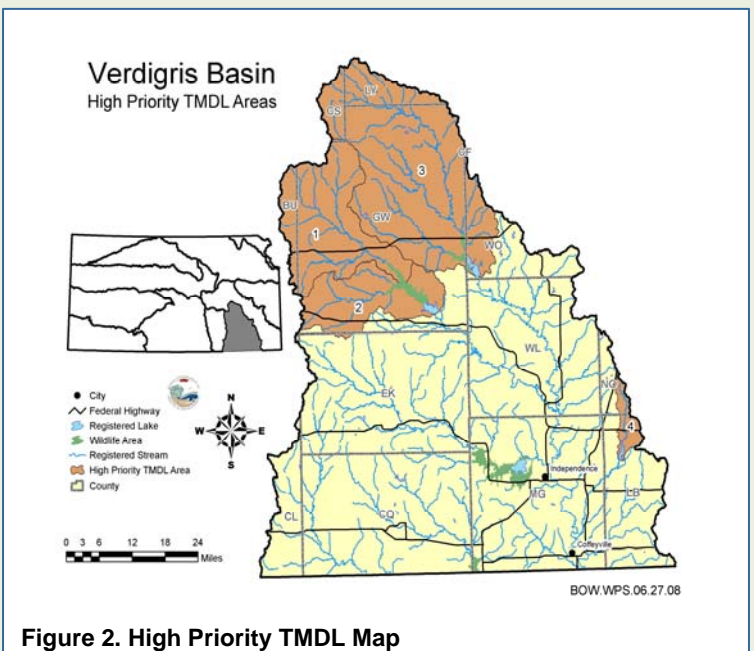 Verdigris Basin
High Priority TMDL Areas
LY
CS
CF
3
BU
GW
1
WO
2
WL
EK
NO
4
Independence
MG
LB
CL
CQ
Coffeyville
City
Federal Highway
Registered Lake
Registered Stream
Wildlife Area
High Priority TMDL Area
County
N
W
E
S
0 3 6 12 18 24
Miles
BOW.WPS.06.27.08
Figure 2. High Priority TMDL Map